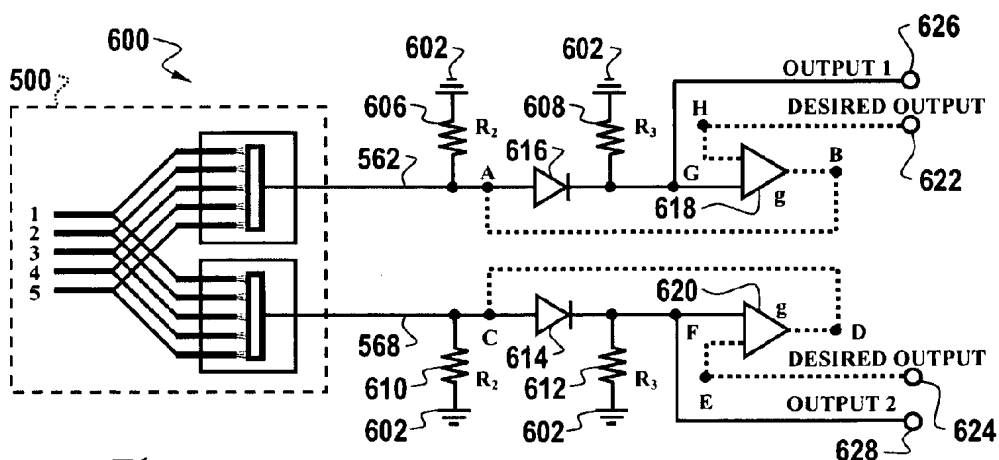 600
500
602
602
626
OUTPUT 1
606
608
H
DESIRED OUTPUT
R2
616
R3
562
A
G
B
618
g
622
1
2
3
4
5
620
g
C
F
D
568
614
DESIRED OUTPUT
610
R2
612
R3
E
OUTPUT 2
624
602
602
628